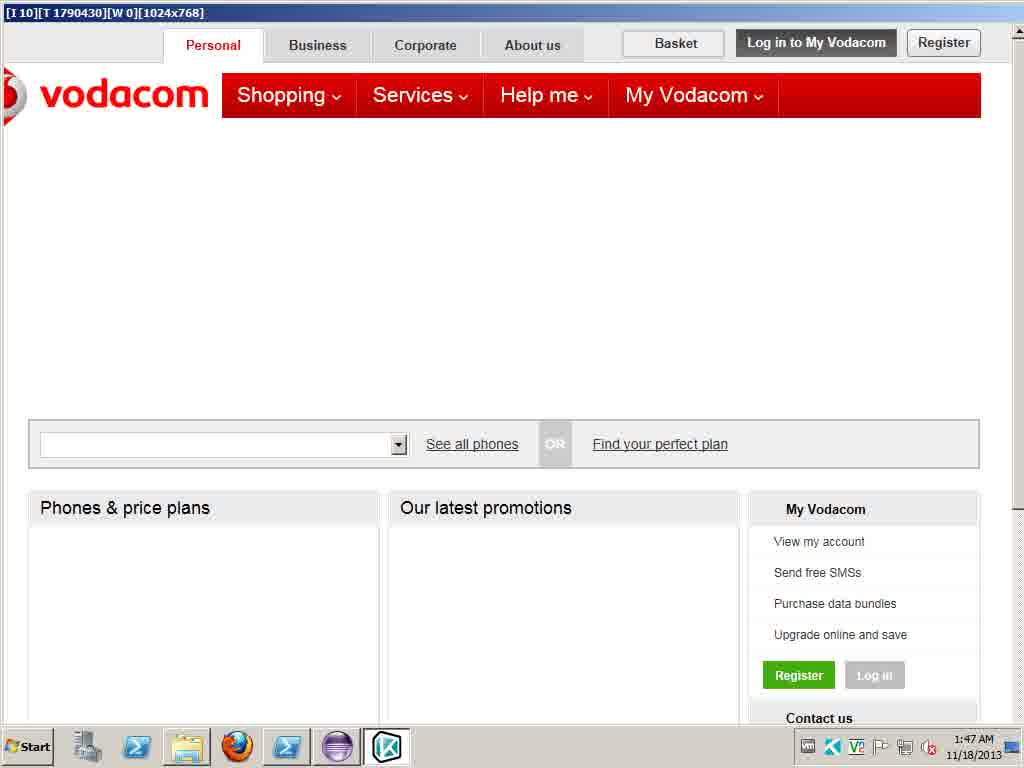 [I 10][T 1790430][W 0][1024x768]
Personal Business Corporate About us Basket Log in to My Vodacom Register
vodacom Shopping Services Help me My Vodacom
See all phones OR Find your perfect plan
Phones & price plans Our latest promotions My Vodacom
View my account
Send free SMSs
Purchase data bundles
Upgrade online and save
Register Log in
Contact us
Start 1:47 AM
11/18/2013